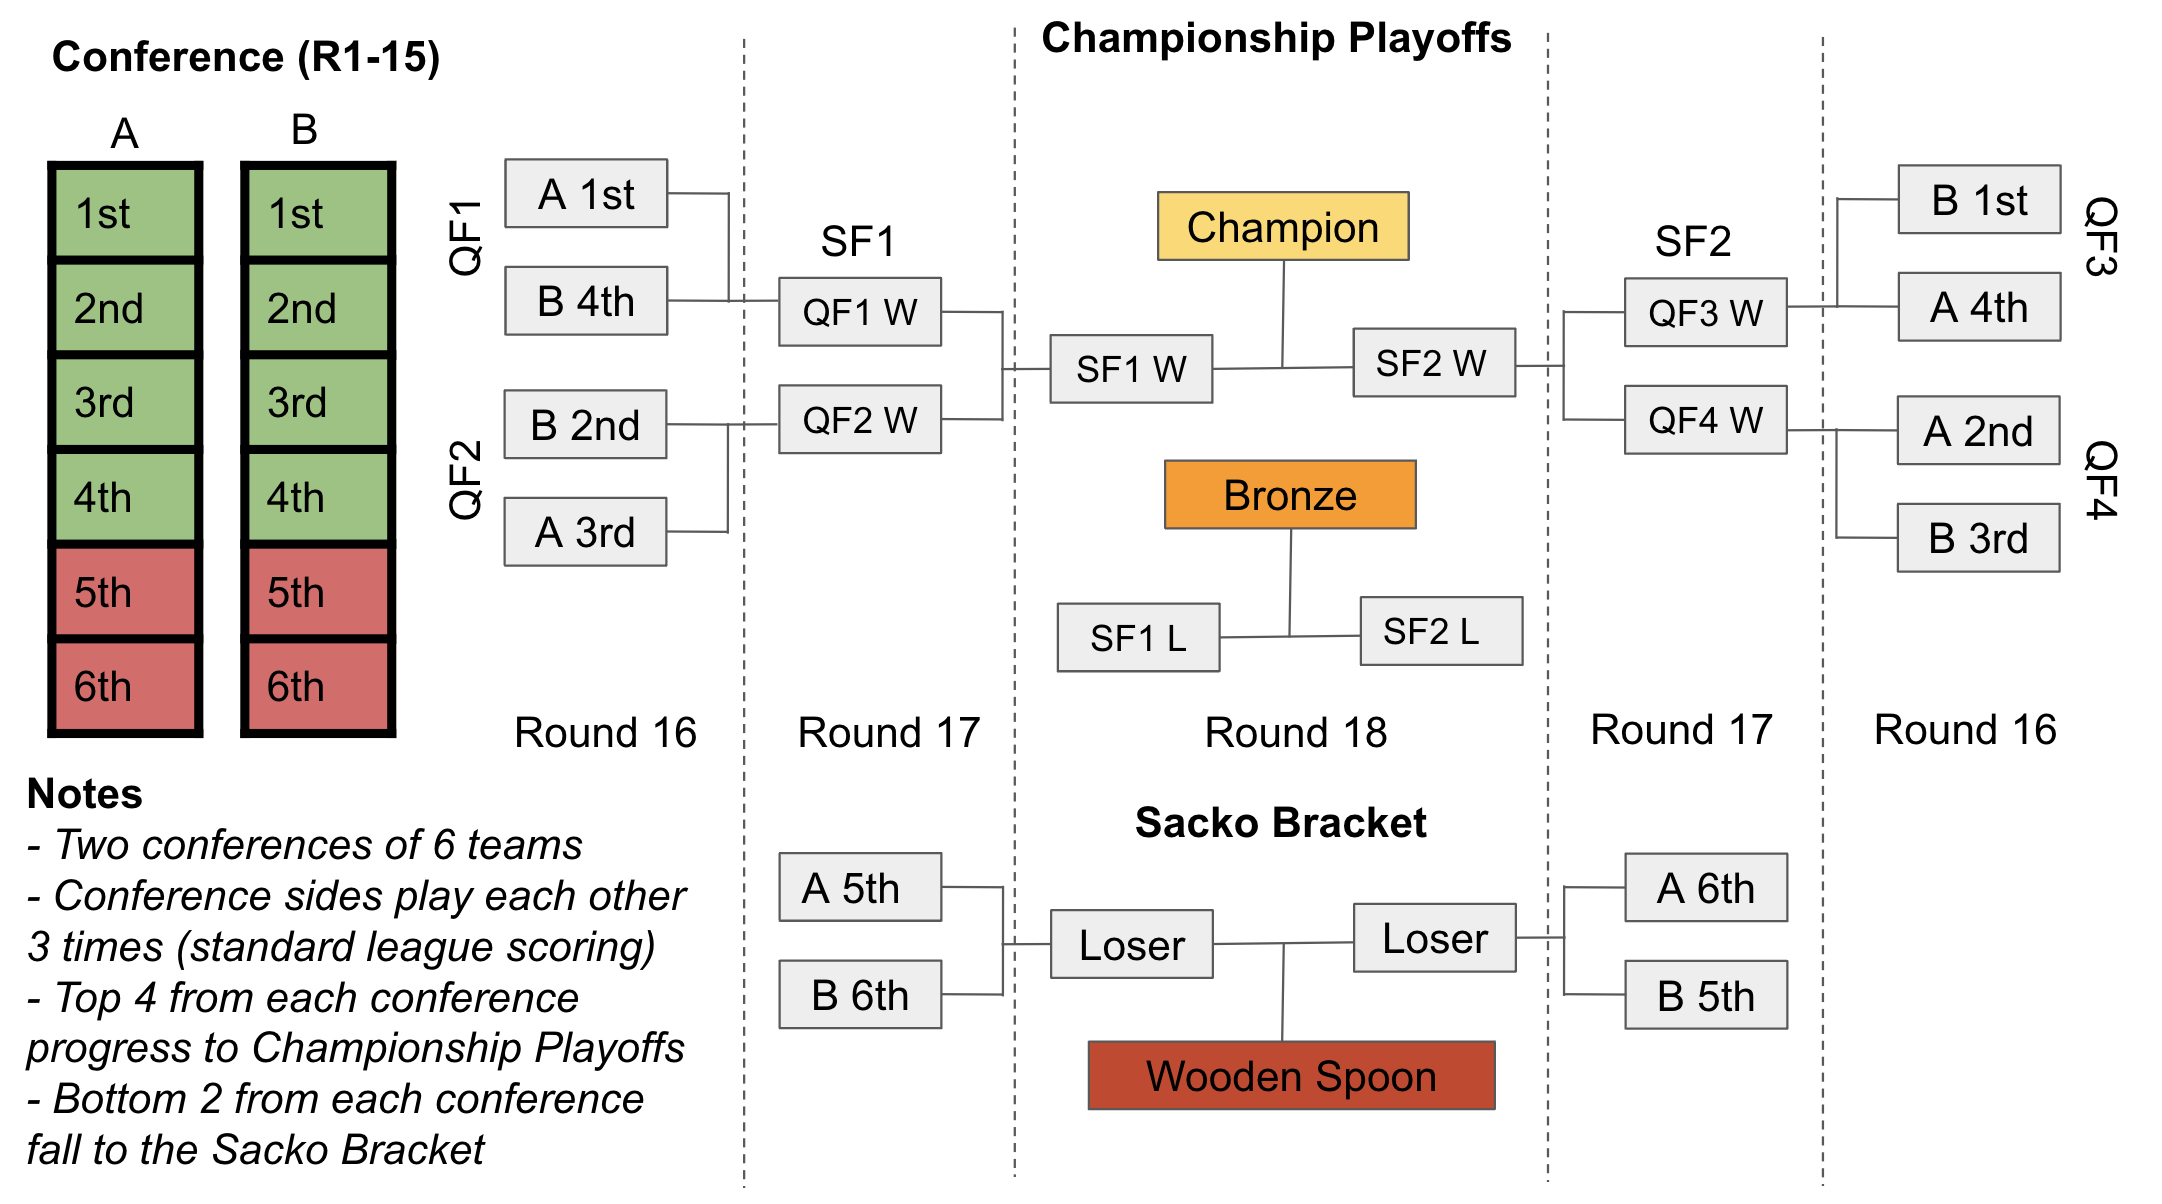 Conference (R1-15)
A
B
1st
2nd
3rd
4th
5th
6th
1st
2nd
3rd
4th
5th
6th
Championship Playoffs
QF1
A 1st
B 4th
QF2
B 2nd
A 3rd
Round 16
SF1
QF1 W
QF2 W
Round 17
Champion
SF1 W
SF2 W
Bronze
SF1 L
SF2 L
Round 18
SF2
QF3 W
QF4 W
Round 17
B 1st
A 4th
QF3
A 2nd
B 3rd
QF4
Round 16
Notes
- Two conferences of 6 teams
- Conference sides play each other
3 times (standard league scoring)
- Top 4 from each conference
progress to Championship Playoffs
- Bottom 2 from each conference
fall to the Sacko Bracket
Sacko Bracket
A 5th
B 6th
Loser
Loser
Wooden Spoon
A 6th
B 5th